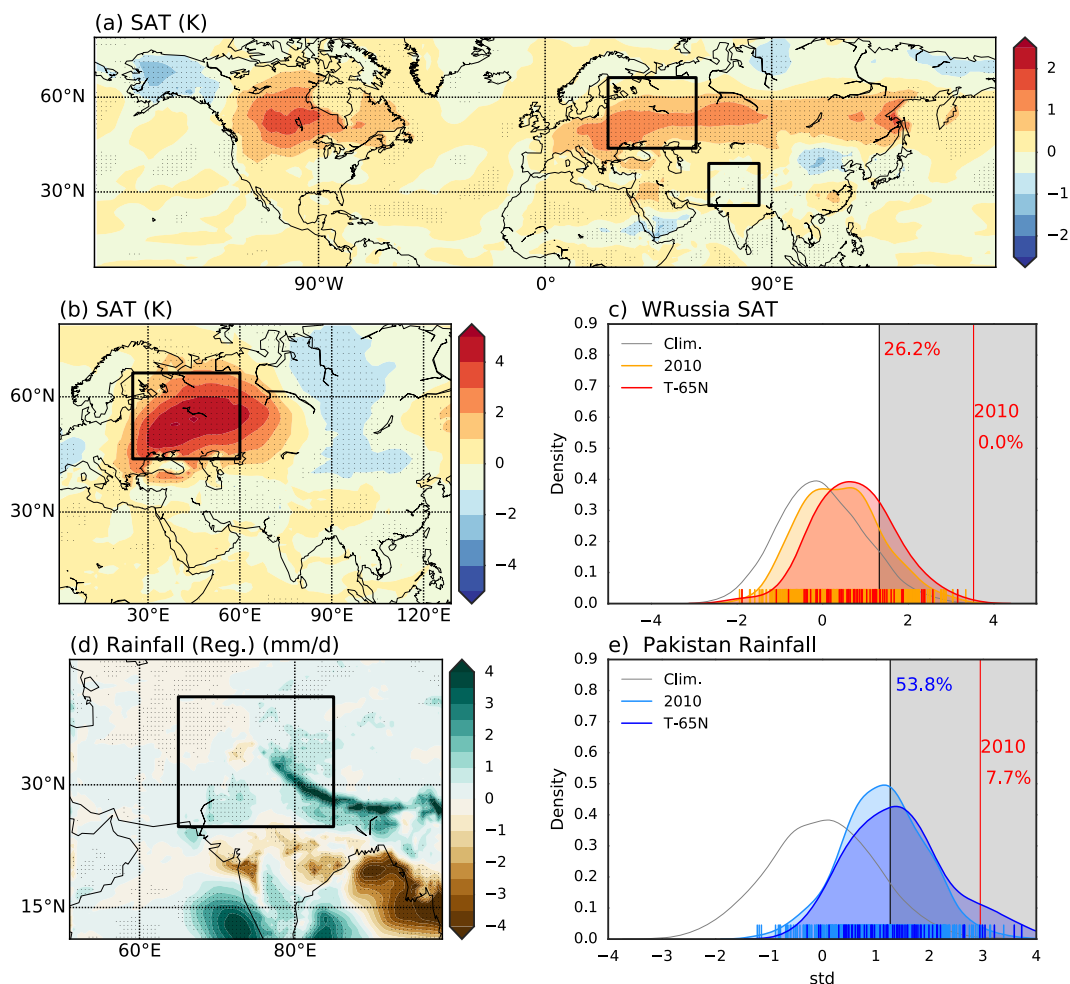 (a) SAT (K)
60°N
30°N
90°W 0° 90°E
2
1
0
−1
−2
(b) SAT (K)
60°N
30°N
30°E 60°E 90°E 120°E
4
2
0
−2
−4
c) WRussia SAT
Density
0.9
0.8
0.7
0.6
0.5
0.4
0.3
0.2
0.1
0.0
Clim.
2010
T-65N
26.2%
2010
0.0%
−4 −2 0 2 4
(d) Rainfall (Reg.) (mm/d)
30°N
15°N
60°E 80°E
4
3
2
1
0
−1
−2
−3
−4
e) Pakistan Rainfall
Density
0.9
0.8
0.7
0.6
0.5
0.4
0.3
0.2
0.1
0.0
Clim.
2010
T-65N
53.8%
2010
7.7%
−4 −3 −2 −1 0 1 2 3 4
std